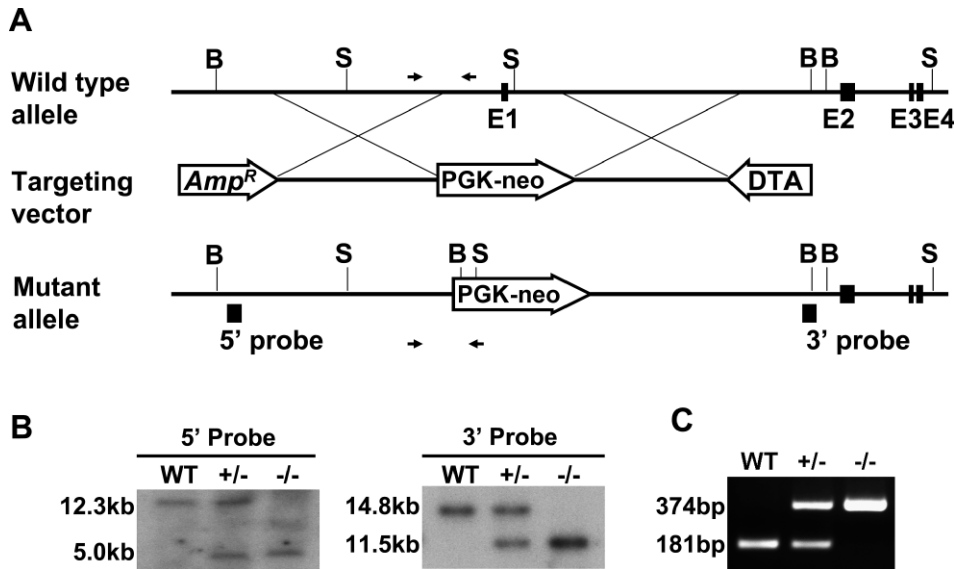 A
B S S B B S
Wild type
allele
E1 E2 E3E4
Targeting
vector
Amp^R PGK-neo DTA
B S B S B B S
Mutant
allele
PGK-neo
5’ probe 3’ probe
B
5’ Probe
WT +/- -/-
12.3kb
5.0kb
3’ Probe
WT +/- -/-
14.8kb
11.5kb
C
WT +/- -/-
374bp
181bp